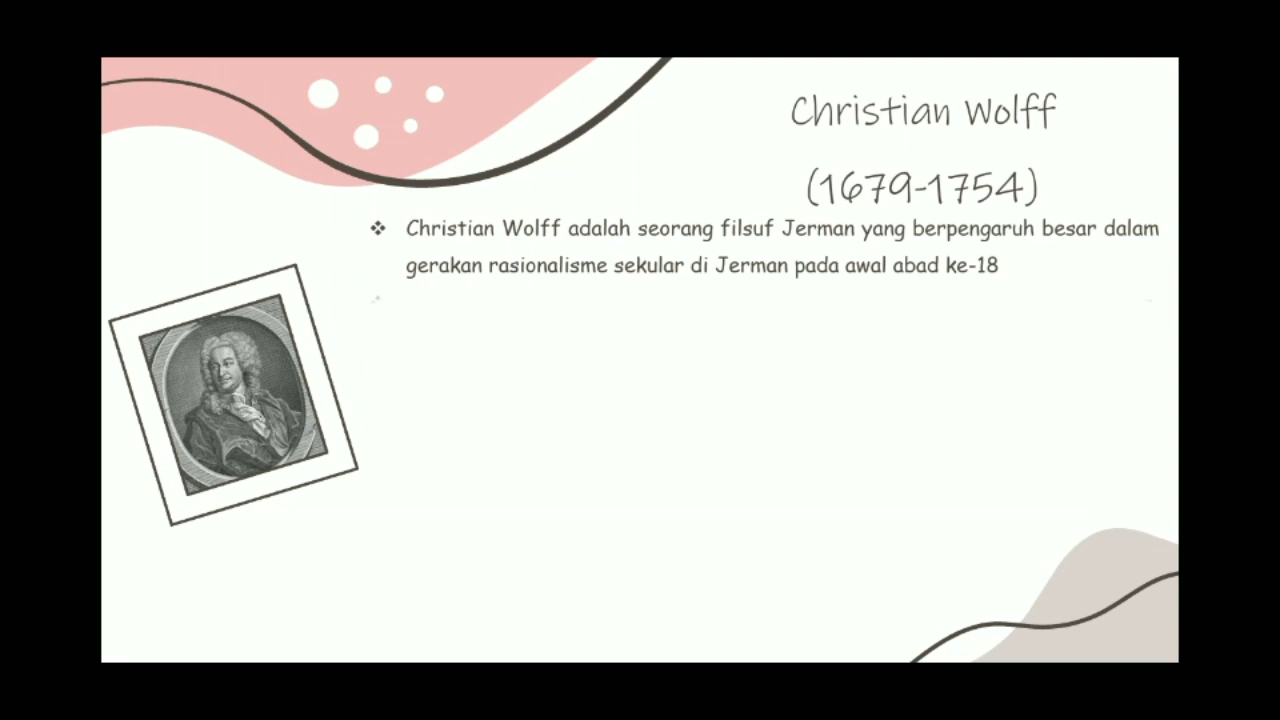 Christian Wolff
(1679-1754)
❖ Christian Wolff adalah seorang filsuf Jerman yang berpengaruh besar dalam
gerakan rasionalisme sekular di Jerman pada awal abad ke-18